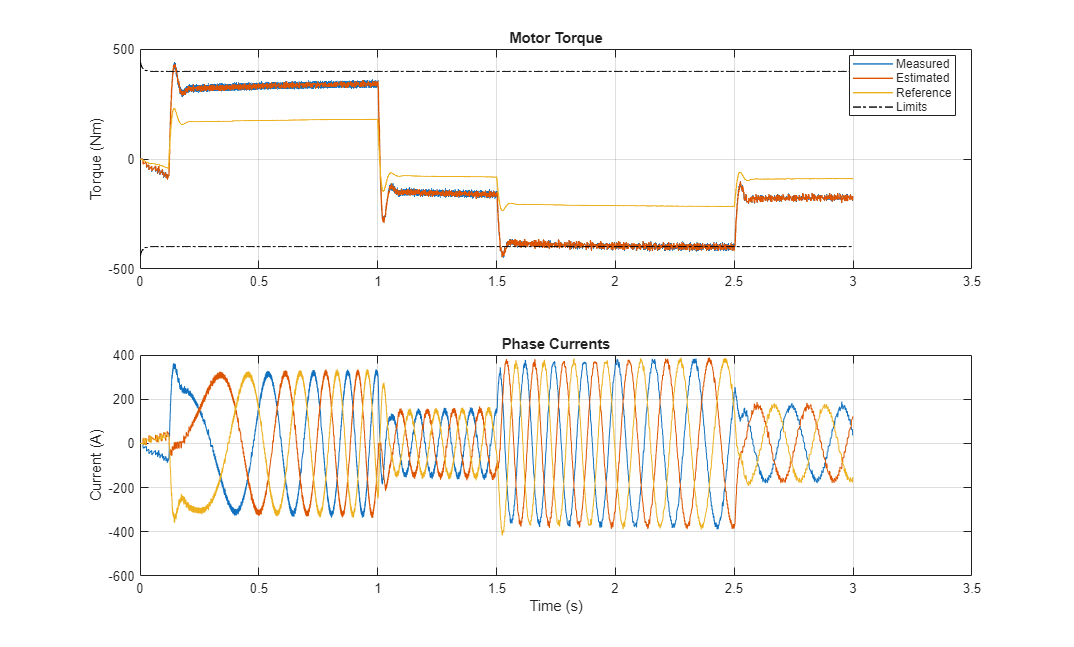 Motor Torque
500
0
-500
Torque (Nm)
Measured
Estimated
Reference
Limits
0 0.5 1 1.5 2 2.5 3 3.5
Phase Currents
400
200
0
-200
-400
-600
Current (A)
0 0.5 1 1.5 2 2.5 3 3.5
Time (s)